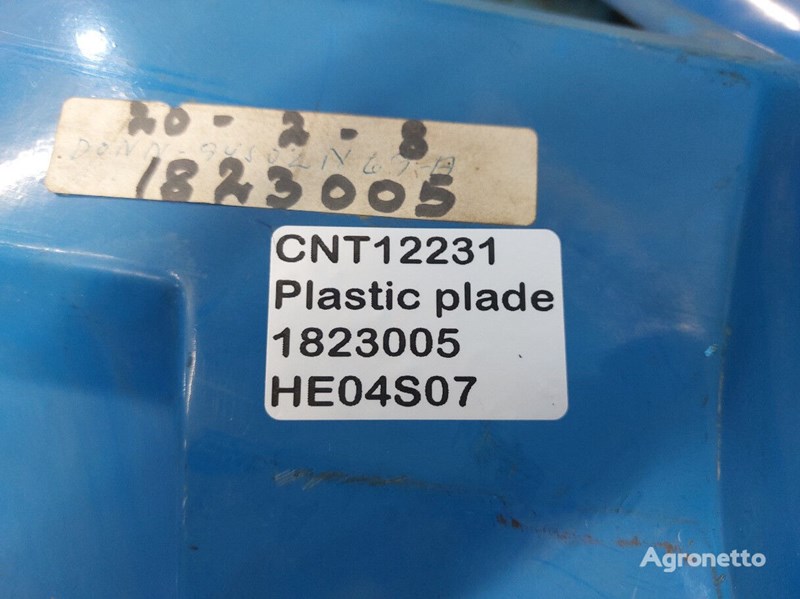 20-2-8
1823005
CNT12231
Plastic plade
1823005
HE04S07
Agronetto